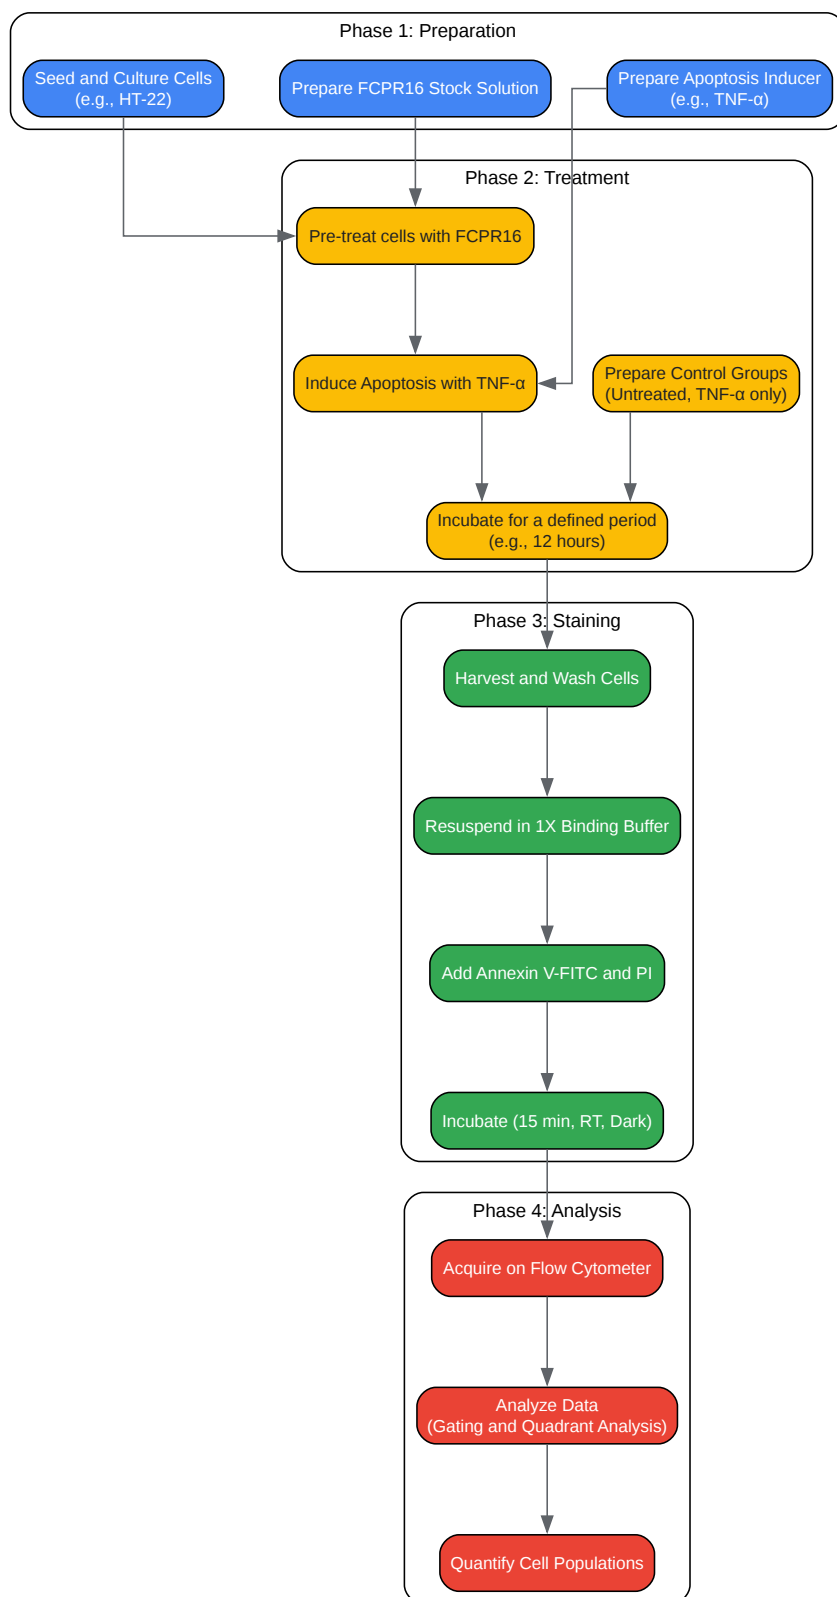 Phase 1: Preparation
Seed and Culture Cells
(e.g., HT-22)
Prepare FCPR16 Stock Solution
Prepare Apoptosis Inducer
(e.g., TNF-α)
Phase 2: Treatment
Pre-treat cells with FCPR16
Induce Apoptosis with TNF-α
Prepare Control Groups
(Untreated, TNF-α only)
Incubate for a defined period
(e.g., 12 hours)
Phase 3: Staining
Harvest and Wash Cells
Resuspend in 1X Binding Buffer
Add Annexin V-FITC and PI
Incubate (15 min, RT, Dark)
Phase 4: Analysis
Acquire on Flow Cytometer
Analyze Data
(Gating and Quadrant Analysis)
Quantify Cell Populations